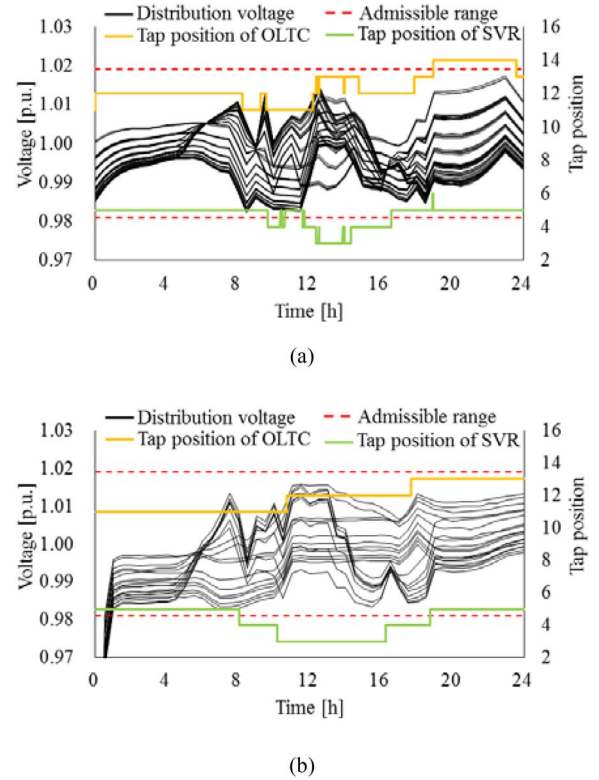 Distribution voltage
Admissible range
Tap position of OLTC
Tap position of SVR
1.03
1.02
1.01
1.00
0.99
0.98
0.97
Voltage [p.u.]
16
14
12
10
8
6
4
2
Tap position
0 4 8 12 16 20 24
Time [h]
(a)
Distribution voltage
Admissible range
Tap position of OLTC
Tap position of SVR
1.03
1.02
1.01
1.00
0.99
0.98
0.97
Voltage [p.u.]
16
14
12
10
8
6
4
2
Tap position
0 4 8 12 16 20 24
Time [h]
(b)